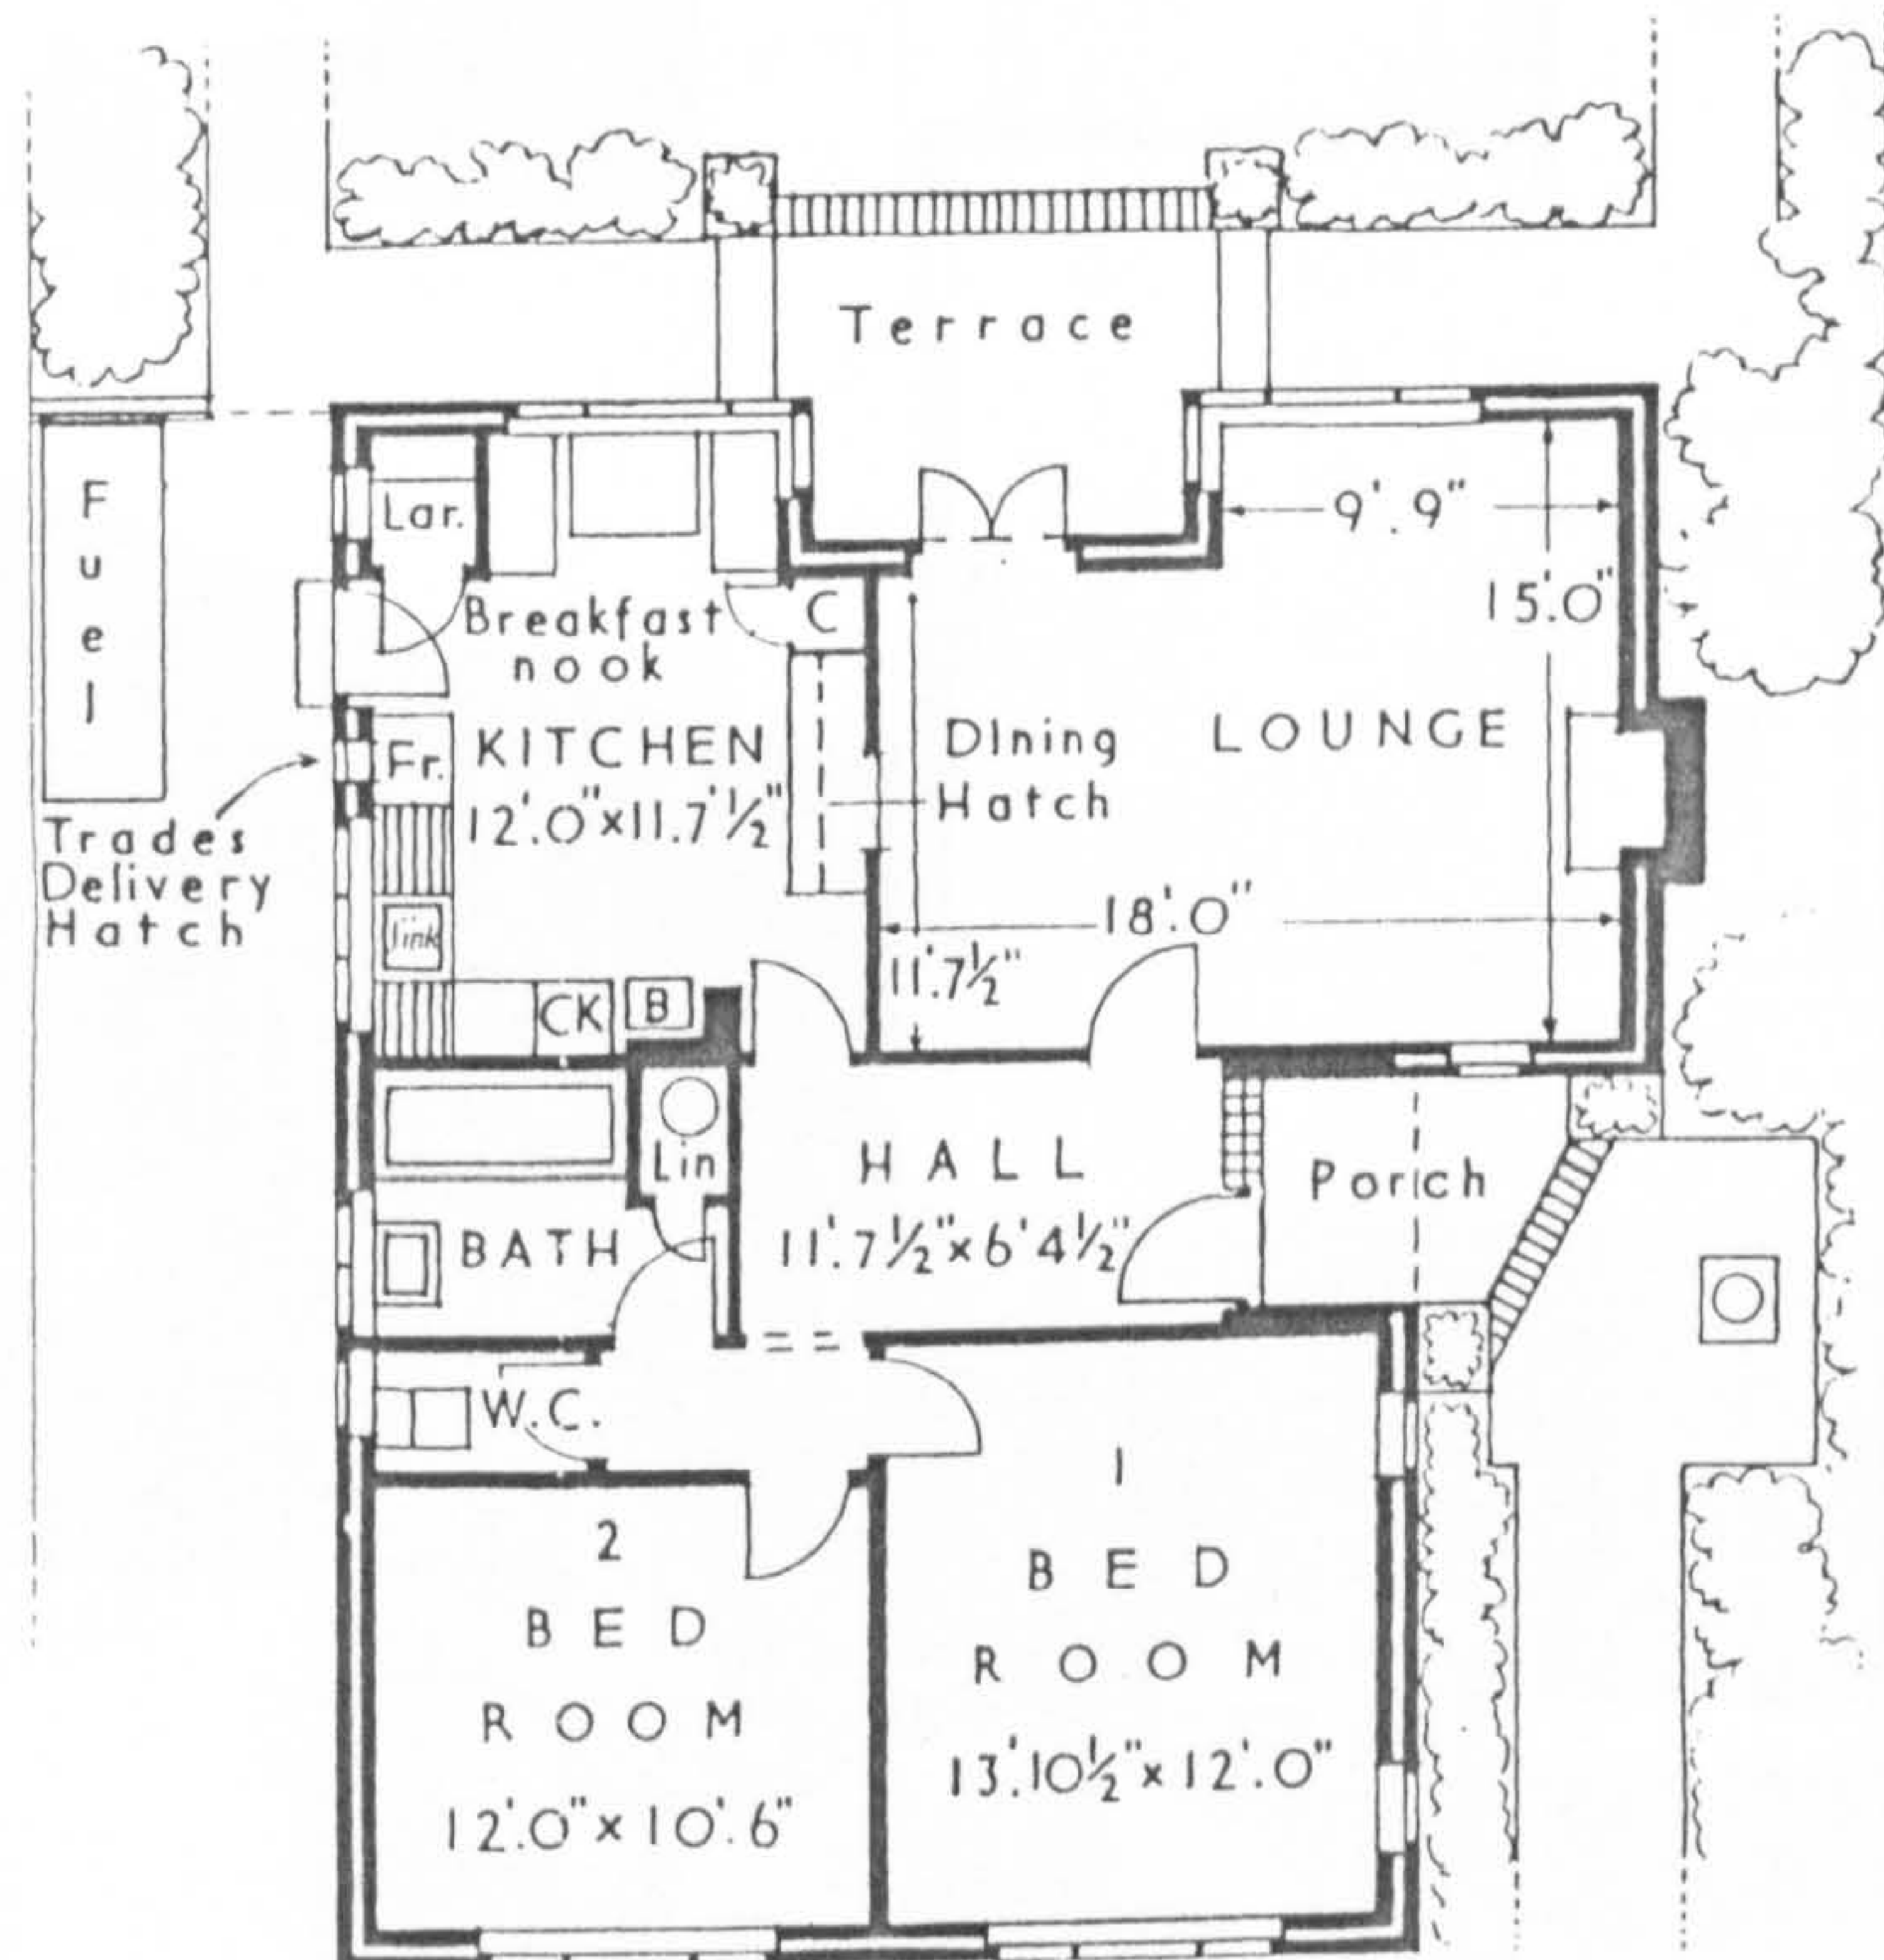 Terrace
Fuel
Lar.
9'.9"
15'.0"
Breakfast
nook
C
Fr.
KITCHEN
12'.0"x11.7'½"
DIning
Hatch
LOUNGE
Trades
Delivery
Hatch
18'.0"
11'.7½"
CK
B
Lin
HALL
11'.7½"x6'4½"
Porch
BATH
W.C.
1
BED
ROOM
13'.10½"x12'.0"
2
BED
ROOM
12'.0"x10'.6"